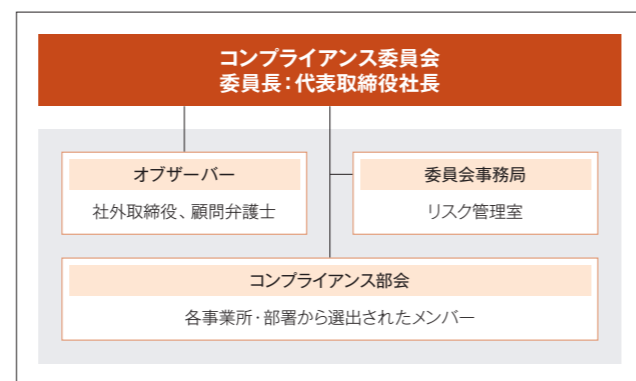 コンプライアンス委員会
委員長：代表取締役社長
オブザーバー
社外取締役、顧問弁護士
委員会事務局
リスク管理室
コンプライアンス部会
各事業所・部署から選出されたメンバー